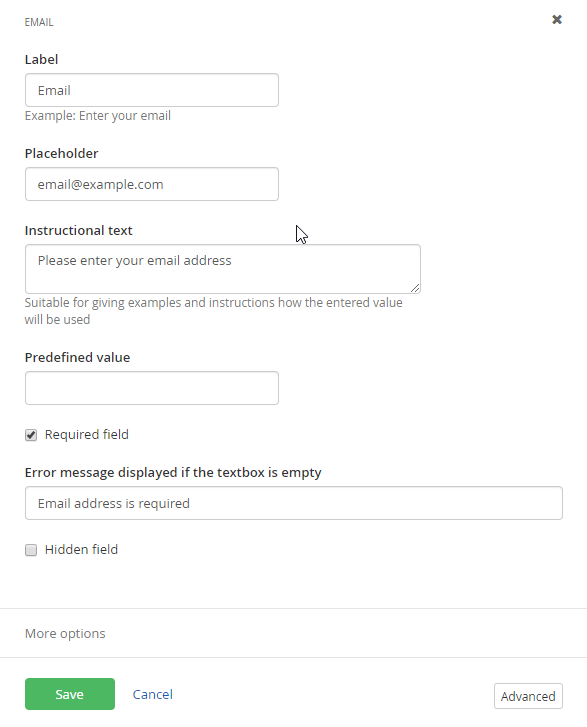 EMAIL
Label
Email
Example: Enter your email
Placeholder
email@example.com
Instructional text
Please enter your email address
Suitable for giving examples and instructions how the entered value
will be used
Predefined value
Required field
Error message displayed if the textbox is empty
Email address is required
Hidden field
More options
Save
Cancel
Advanced